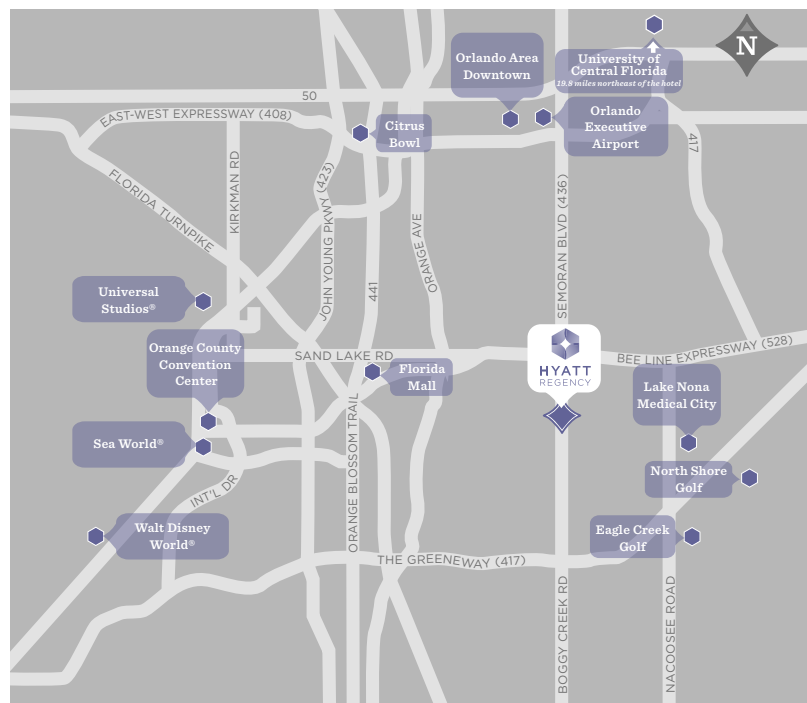 N
Orlando Area
Downtown
University of
Central Florida
19.8 miles northeast of the hotel
50
EAST-WEST EXPRESSWAY (408)
Citrus
Bowl
Orlando
Executive
Airport
417
KIRKMAN RD
FLORIDA TURNPIKE
JOHN YOUNG PKWY (423)
441
ORANGE AVE
SEMORAN BLVD (436)
Universal
Studios®
Orange County
Convention
Center
SAND LAKE RD
Florida
Mall
HYATT
REGENCY
BEE LINE EXPRESSWAY (528)
Lake Nona
Medical City
Sea World®
INT'L DR
ORANGE BLOSSOM TRAIL
North Shore
Golf
Walt Disney
World®
Eagle Creek
Golf
THE GREENEWAY (417)
BOGGY CREEK RD
NACOOSEE ROAD